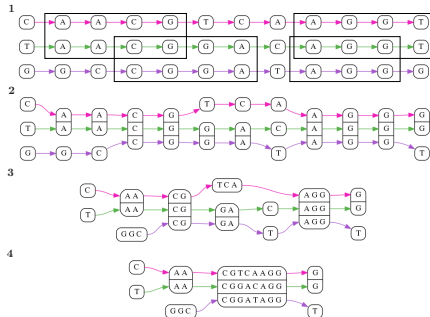 1
C A A C G T C A A G G T
T A A C G G A C A G G T
G G C C G G A T A G G T
2
C T C A
A A C G A G G G
T A A C G G A C A G G G
C G G A A G G
G G C T T
3
TCA
C AA CG AGG G
T AA CG GA C AGG G
GGC CG GA T AGG T
4
C AA CGTCAAGG G
T AA CGGACAGG G
GGC CGGATAGG T